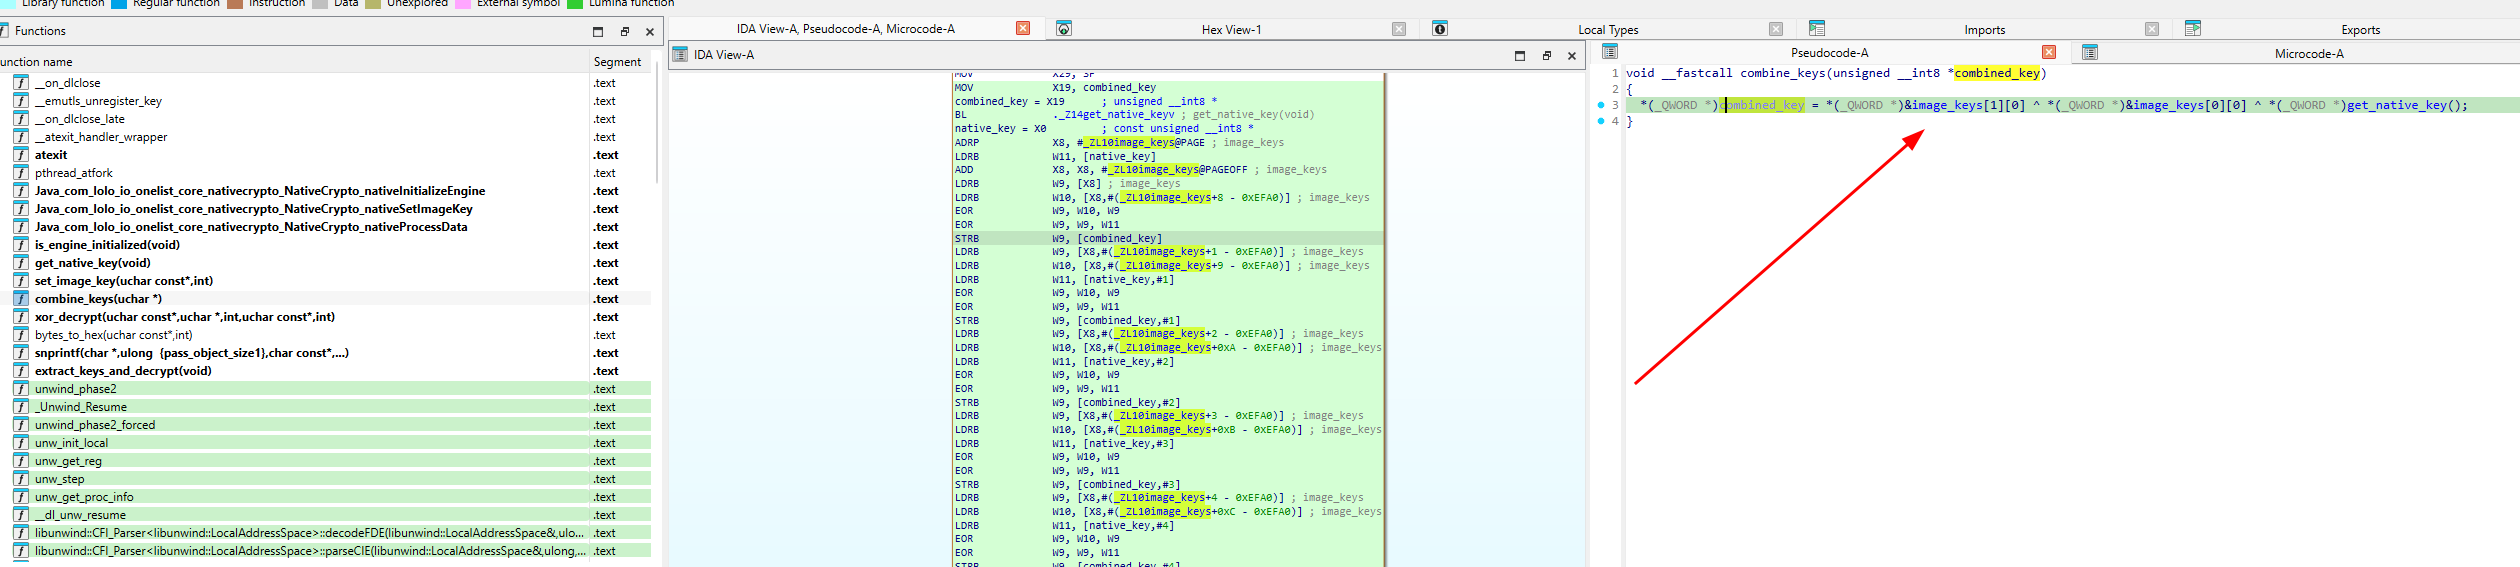 Library function Regular function Instruction Data Unexplored External symbol Lumina function
Functions
unction name Segment
__on_dlclose .text
__emutls_unregister_key .text
__on_dlclose_late .text
__atexit_handler_wrapper .text
atexit .text
pthread_atfork .text
Java_com_lolo_io_onelist_core_nativecrypto_NativeCrypto_nativeInitializeEngine .text
Java_com_lolo_io_onelist_core_nativecrypto_NativeCrypto_nativeSetImageKey .text
Java_com_lolo_io_onelist_core_nativecrypto_NativeCrypto_nativeProcessData .text
is_engine_initialized(void) .text
get_native_key(void) .text
set_image_key(uchar const*,int) .text
combine_keys(uchar *) .text
xor_decrypt(uchar const*,uchar *,int,uchar const*,int) .text
bytes_to_hex(uchar const*,int) .text
snprintf(char *,ulong {pass_object_size1},char const*,...) .text
extract_keys_and_decrypt(void) .text
unwind_phase2 .text
_Unwind_Resume .text
unwind_phase2_forced .text
unw_init_local .text
unw_get_reg .text
unw_step .text
unw_get_proc_info .text
__dl_unw_resume .text
libunwind::CFI_Parser<libunwind::LocalAddressSpace>::decodeFDE(libunwind::LocalAddressSpace&,ulo... .text
libunwind::CFI_Parser<libunwind::LocalAddressSpace>::parseCIE(libunwind::LocalAddressSpace&,ulong,... .text
IDA View-A, Pseudocode-A, Microcode-A Hex View-1 Local Types Imports Exports
IDA View-A
MOV X29, SP
MOV X19, combined_key
combined_key = X19 ; unsigned __int8 *
BL ._Z14get_native_keyv ; get_native_key(void)
native_key = X0 ; const unsigned __int8 *
ADRP X8, #_ZL10image_keys@PAGE ; image_keys
LDRB W11, [native_key]
ADD X8, X8, #_ZL10image_keys@PAGEOFF ; image_keys
LDRB W9, [X8] ; image_keys
LDRB W10, [X8,#(_ZL10image_keys+8 - 0xEFA0)] ; image_keys
EOR W9, W10, W9
EOR W9, W9, W11
STRB W9, [combined_key]
LDRB W9, [X8,#(_ZL10image_keys+1 - 0xEFA0)] ; image_keys
LDRB W10, [X8,#(_ZL10image_keys+9 - 0xEFA0)] ; image_keys
LDRB W11, [native_key,#1]
EOR W9, W10, W9
EOR W9, W9, W11
STRB W9, [combined_key,#1]
LDRB W9, [X8,#(_ZL10image_keys+2 - 0xEFA0)] ; image_keys
LDRB W10, [X8,#(_ZL10image_keys+0xA - 0xEFA0)] ; image_keys
LDRB W11, [native_key,#2]
EOR W9, W10, W9
EOR W9, W9, W11
STRB W9, [combined_key,#2]
LDRB W9, [X8,#(_ZL10image_keys+3 - 0xEFA0)] ; image_keys
LDRB W10, [X8,#(_ZL10image_keys+0xB - 0xEFA0)] ; image_keys
LDRB W11, [native_key,#3]
EOR W9, W10, W9
EOR W9, W9, W11
STRB W9, [combined_key,#3]
LDRB W9, [X8,#(_ZL10image_keys+4 - 0xEFA0)] ; image_keys
LDRB W10, [X8,#(_ZL10image_keys+0xC - 0xEFA0)] ; image_keys
LDRB W11, [native_key,#4]
EOR W9, W10, W9
EOR W9, W9, W11
STRB W9, [combined_key,#4]
Pseudocode-A Microcode-A
1 void __fastcall combine_keys(unsigned __int8 *combined_key)
2 {
3 *(_QWORD *)combined_key = *(_QWORD *)&image_keys[1][0] ^ *(_QWORD *)&image_keys[0][0] ^ *(_QWORD *)get_native_key();
4 }